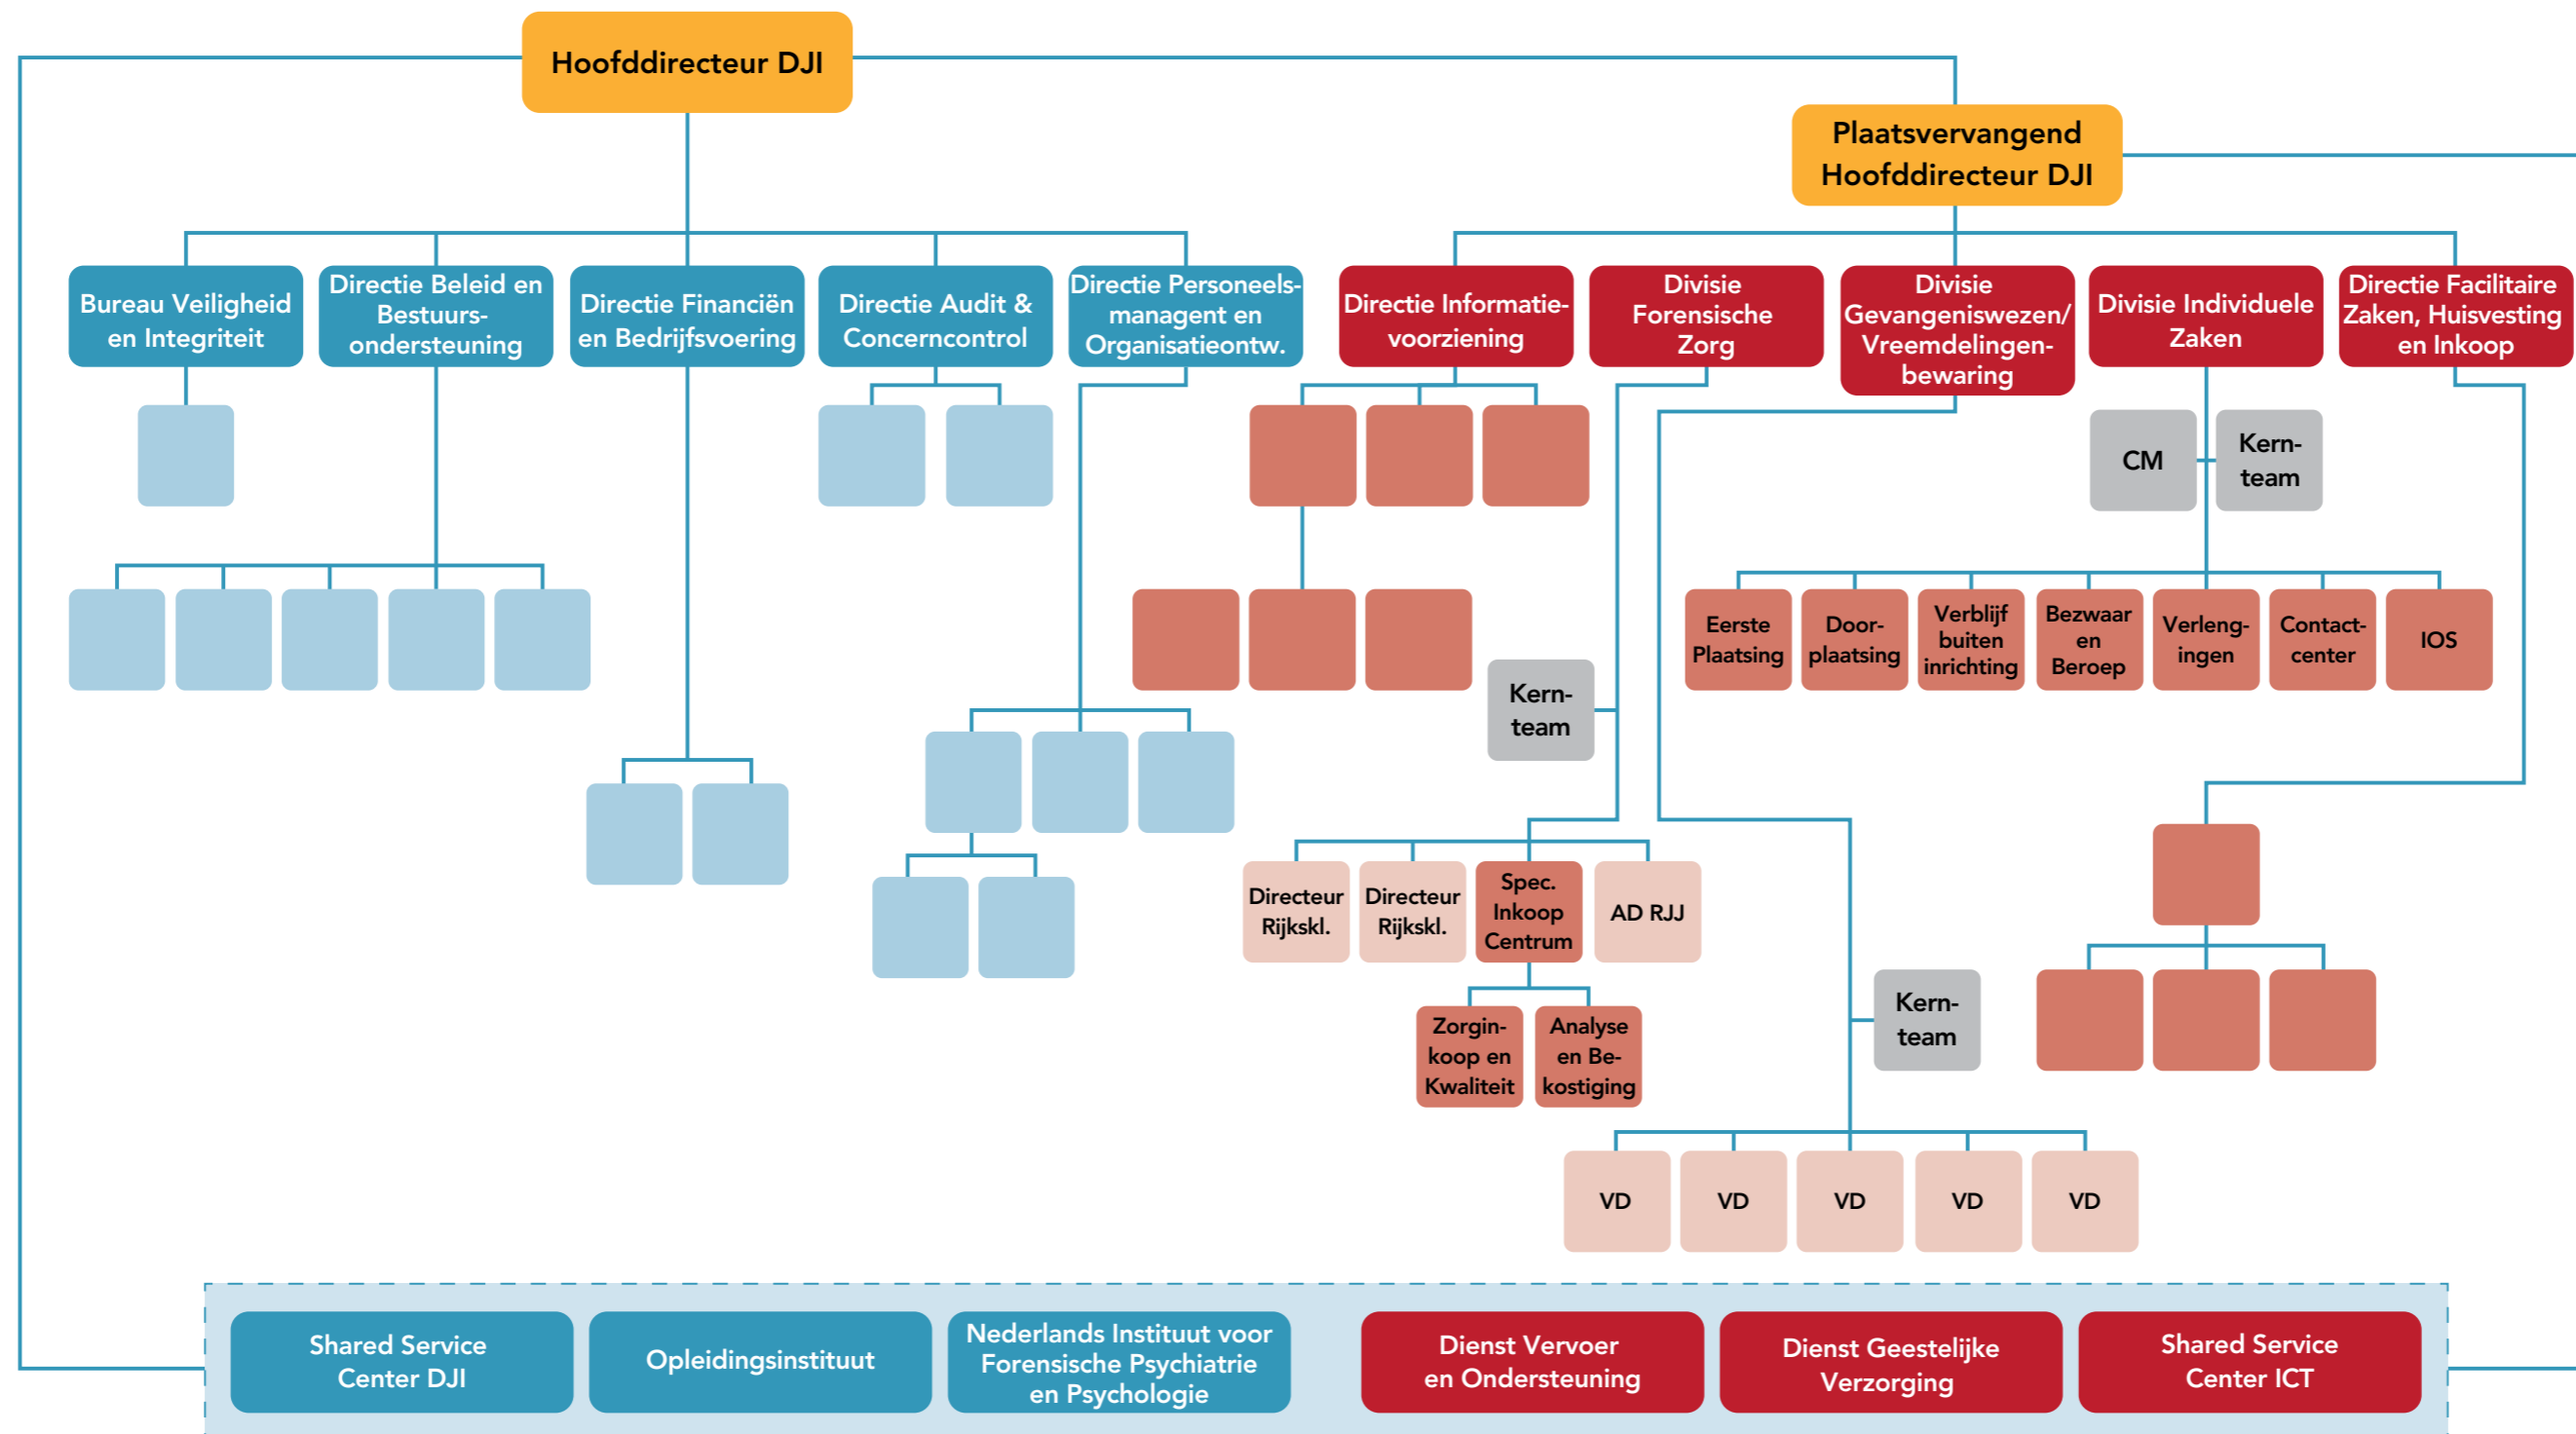 Hoofddirecteur DJI
Plaatsvervangend
Hoofddirecteur DJI
Bureau Veiligheid
en Integriteit
Directie Beleid en
Bestuurs-
ondersteuning
Directie Financiën
en Bedrijfsvoering
Directie Audit &
Concerncontrol
Directie Personeels-
managent en
Organisatieontw.
Directie Informatie-
voorziening
Divisie
Forensische
Zorg
Divisie
Gevangeniswezen/
Vreemdelingen-
bewaring
Divisie Individuele
Zaken
Directie Facilitaire
Zaken, Huisvesting
en Inkoop
CM
Kern-
team
Eerste
Plaatsing
Door-
plaatsing
Verblijf
buiten
inrichting
Bezwaar
en
Beroep
Verleng-
ingen
Contact-
center
IOS
Kern-
team
Directeur
Rijkskl.
Directeur
Rijkskl.
Spec.
Inkoop
Centrum
AD RJJ
Zorgin-
koop en
Kwaliteit
Analyse
en Be-
kostiging
Kern-
team
VD
VD
VD
VD
VD
Shared Service
Center DJI
Opleidingsinstituut
Nederlands Instituut voor
Forensische Psychiatrie
en Psychologie
Dienst Vervoer
en Ondersteuning
Dienst Geestelijke
Verzorging
Shared Service
Center ICT